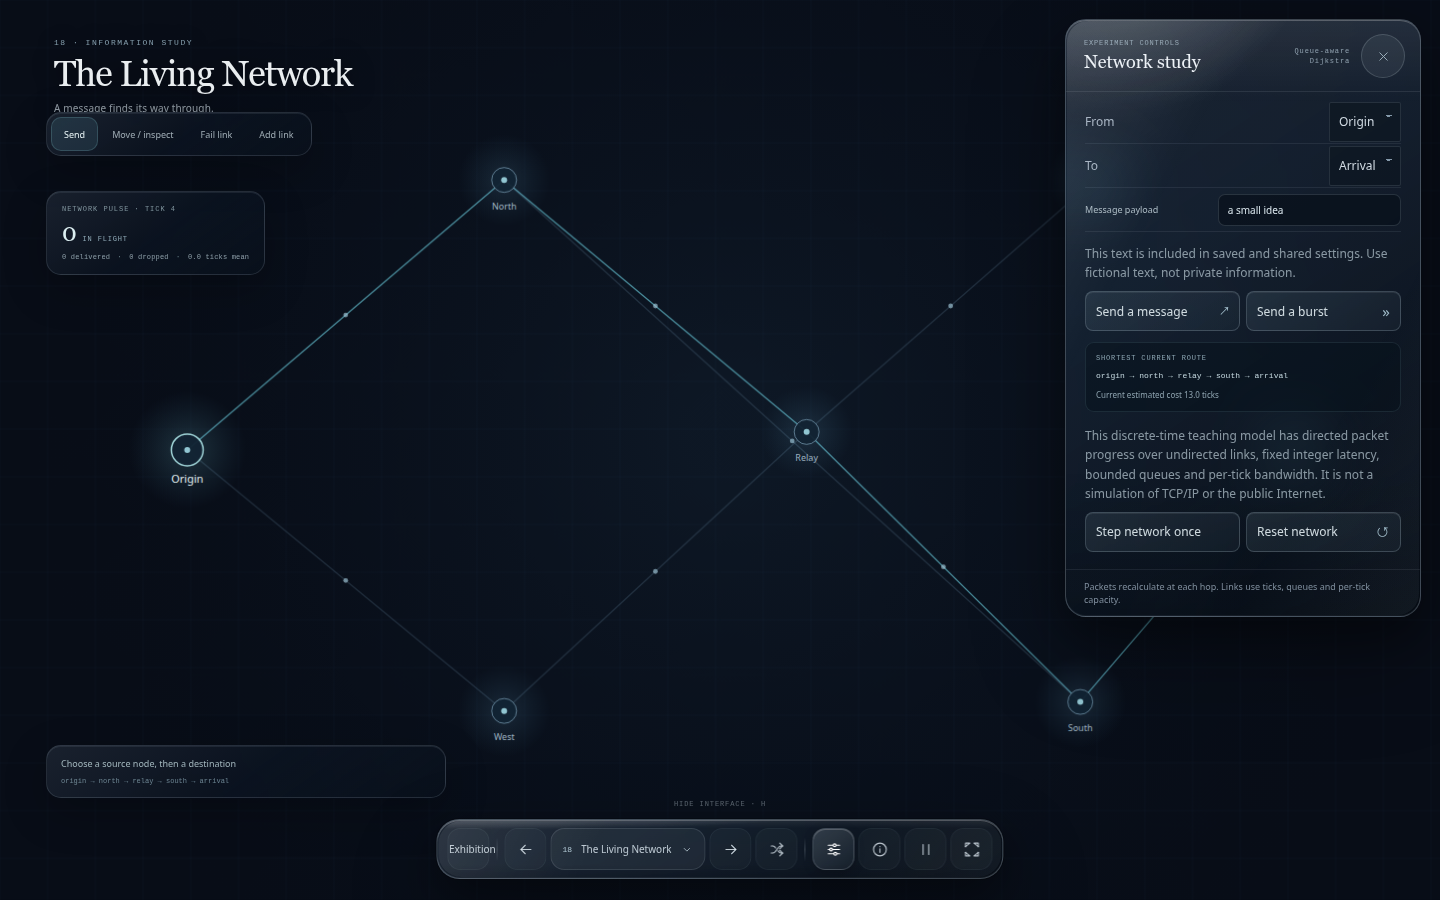 18 · INFORMATION STUDY
The Living Network
A message finds its way through.
Send
Move / inspect
Fail link
Add link
NETWORK PULSE · TICK 4
0 IN FLIGHT
0 delivered · 0 dropped · 0.0 ticks mean
North
Origin
Relay
West
South
EXPERIMENT CONTROLS
Network study
Queue-aware
Dijkstra
From
Origin
To
Arrival
Message payload
a small idea
This text is included in saved and shared settings. Use
fictional text, not private information.
Send a message ↗
Send a burst »
SHORTEST CURRENT ROUTE
origin → north → relay → south → arrival
Current estimated cost 13.0 ticks
This discrete-time teaching model has directed packet
progress over undirected links, fixed integer latency,
bounded queues and per-tick bandwidth. It is not a
simulation of TCP/IP or the public Internet.
Step network once
Reset network
Packets recalculate at each hop. Links use ticks, queues and per-tick
capacity.
Choose a source node, then a destination
origin → north → relay → south → arrival
HIDE INTERFACE · H
Exhibition
18 The Living Network